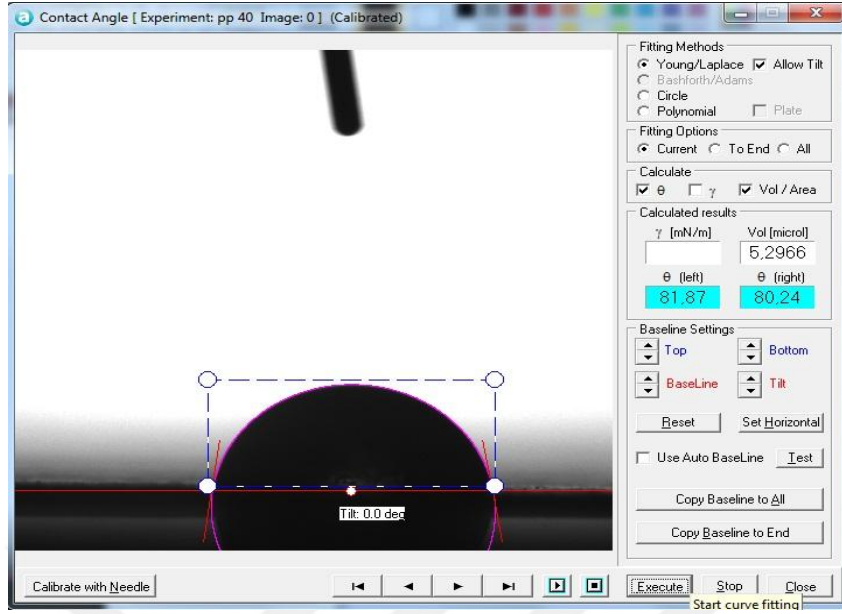 Contact Angle [ Experiment: pp 40 Image: 0 ] (Calibrated)
Fitting Methods
Young/Laplace Allow Tilt
Bashforth/Adams
Circle
Polynomial Plate
Fitting Options
Current To End All
Calculate
θ γ Vol / Area
Calculated results
γ [mN/m] Vol [microl]
5,2966
θ (left) θ (right)
81,87 80,24
Baseline Settings
Top Bottom
BaseLine Tilt
Reset Set Horizontal
Use Auto BaseLine Test
Copy Baseline to All
Copy Baseline to End
Tilt: 0.0 deg
Calibrate with Needle Execute Stop Close
Start curve fitting